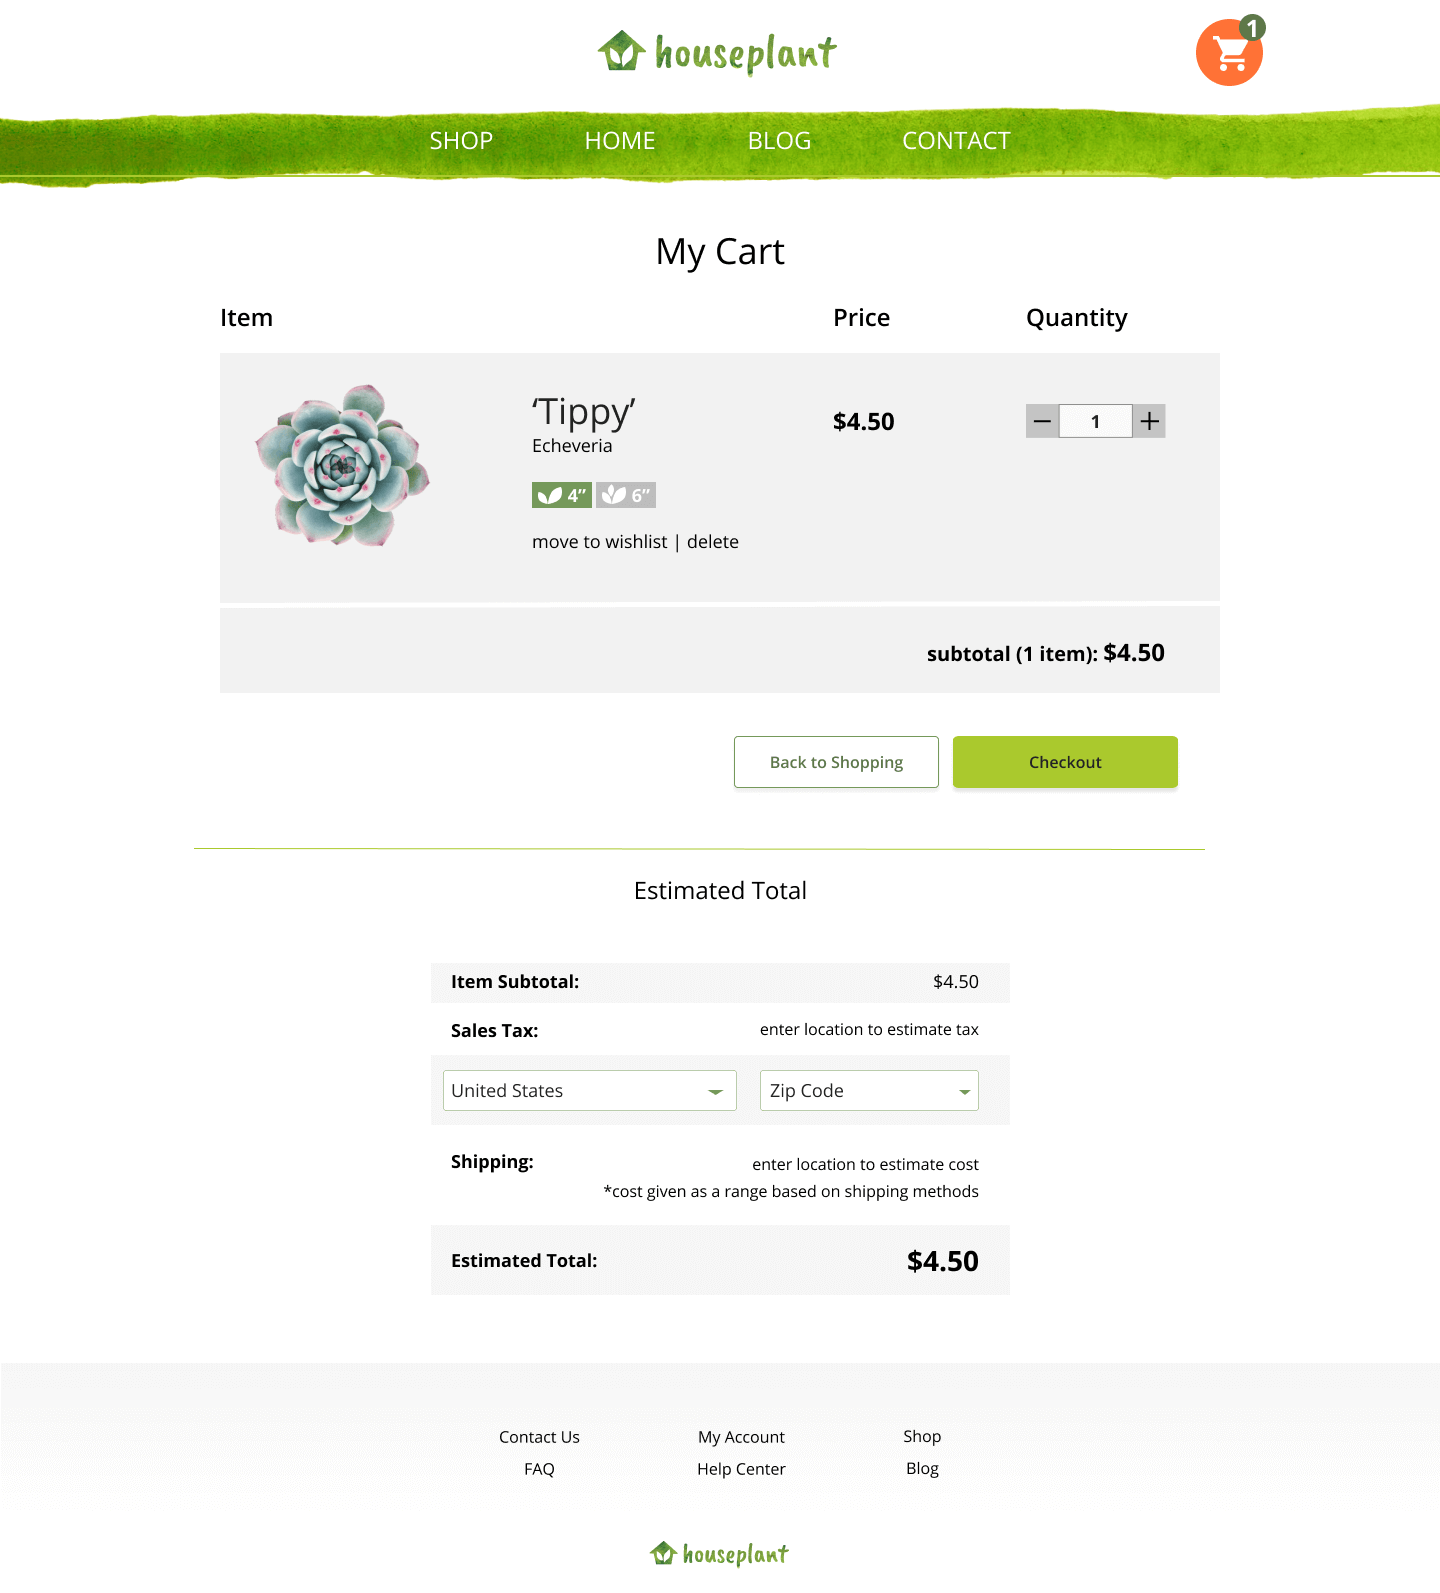 houseplant
1
SHOP HOME BLOG CONTACT
My Cart
Item Price Quantity
‘Tippy’
Echeveria
$4.50
1
4” 6”
move to wishlist | delete
subtotal (1 item): $4.50
Back to Shopping Checkout
Estimated Total
Item Subtotal: $4.50
Sales Tax: enter location to estimate tax
United States Zip Code
Shipping: enter location to estimate cost
*cost given as a range based on shipping methods
Estimated Total: $4.50
Contact Us My Account Shop
FAQ Help Center Blog
houseplant